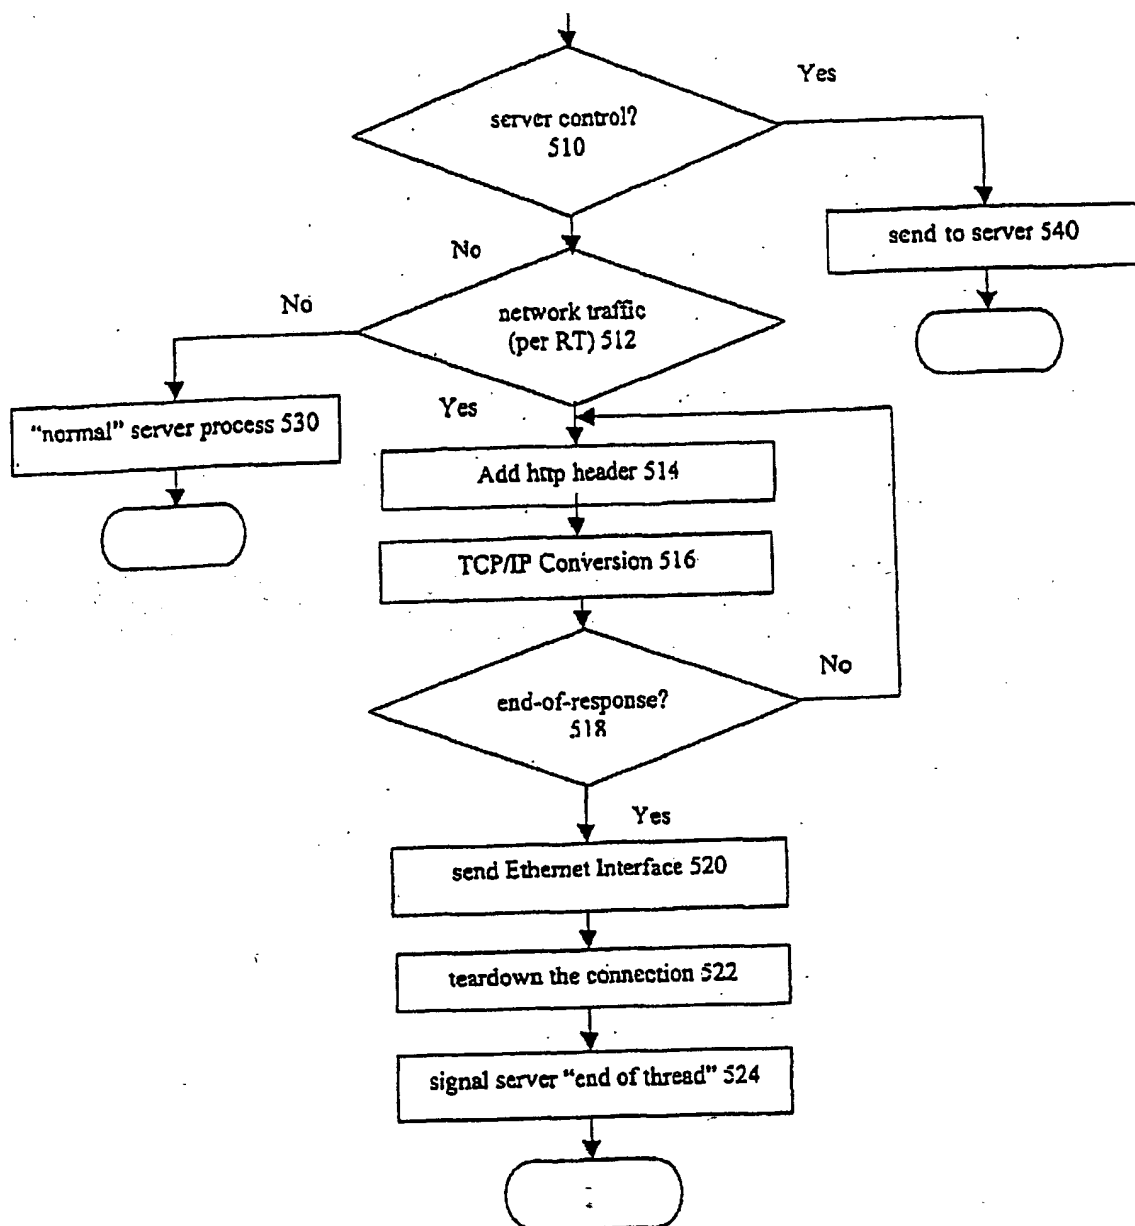 Yes
server control?
510
send to server 540
No
No
network traffic
(per RT) 512
Yes
"normal" server process 530
Add http header 514
TCP/IP Conversion 516
No
end-of-response?
518
Yes
send Ethernet Interface 520
teardown the connection 522
signal server "end of thread" 524